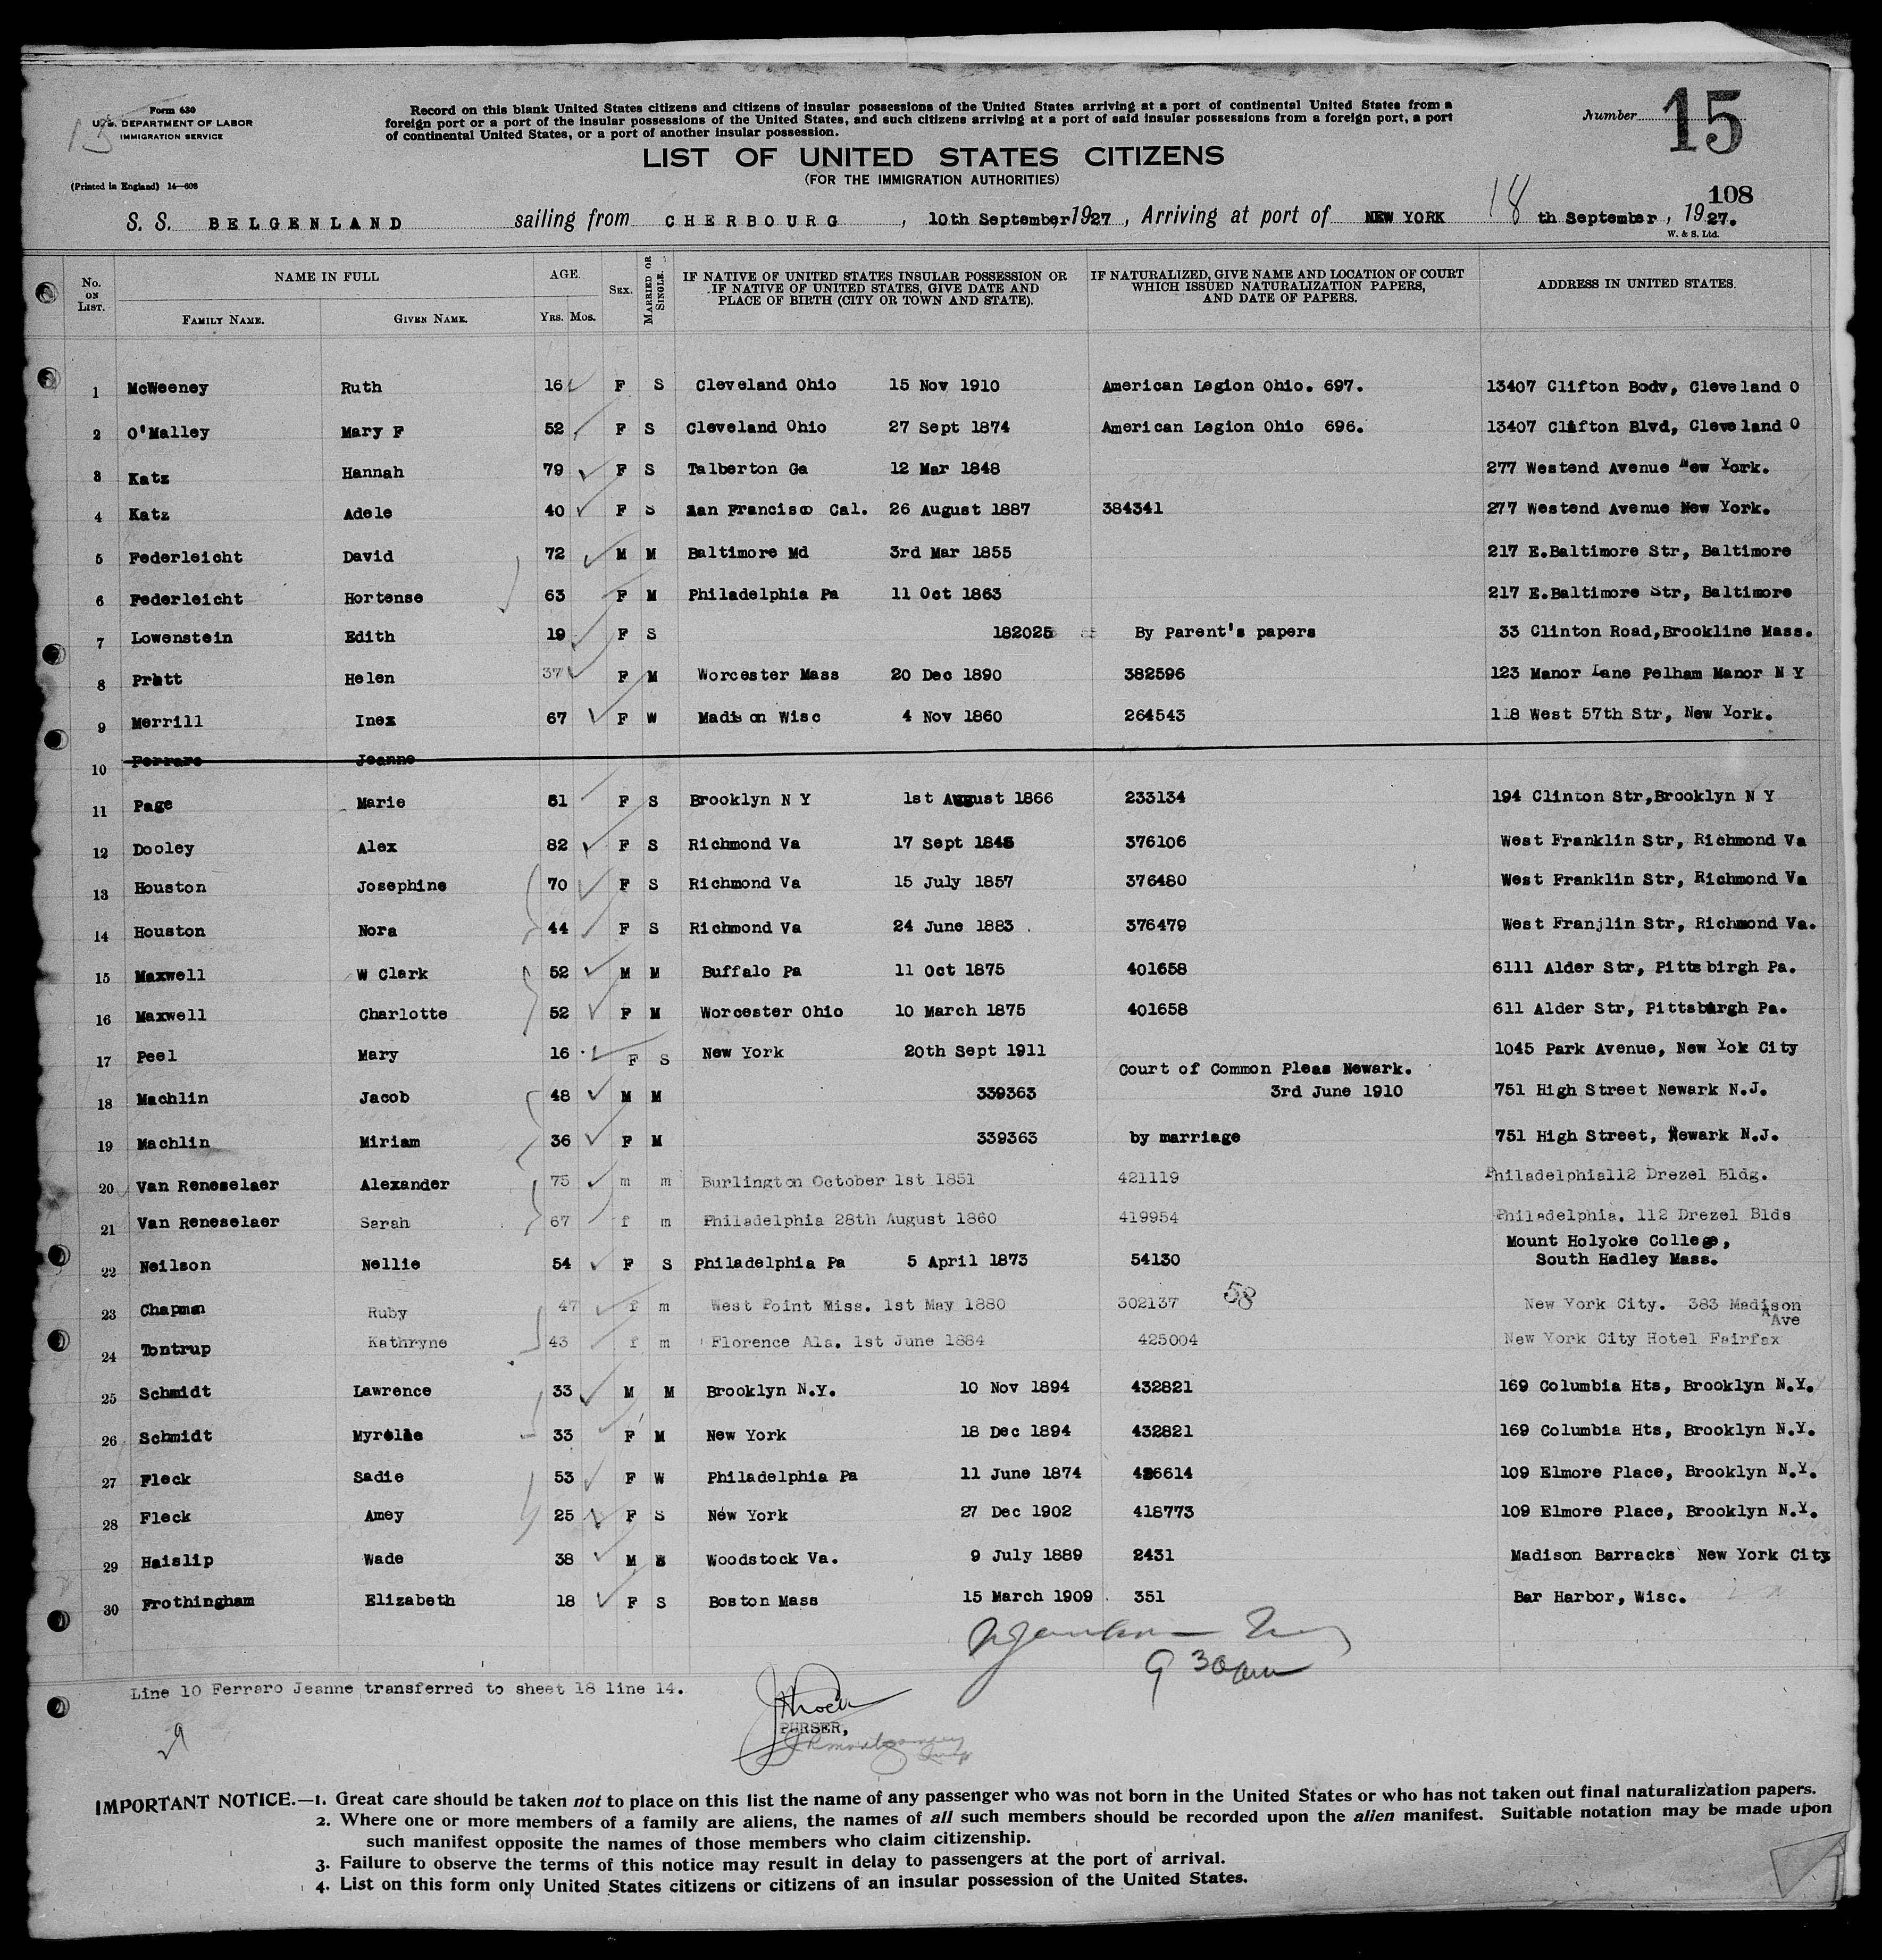 Form 630
U.S. DEPARTMENT OF LABOR
IMMIGRATION SERVICE
13
(Printed in England) 14—608
Record on this blank United States citizens and citizens of insular possessions of the United States arriving at a port of continental United States from a
foreign port or a port of the insular possessions of the United States, and such citizens arriving at a port of said insular possessions from a foreign port, a port
of continental United States, or a port of another insular possession.
Number 15
LIST OF UNITED STATES CITIZENS
(FOR THE IMMIGRATION AUTHORITIES)
108
S. S. BELGENLAND sailing from CHERBOURG, 10th September, 1927, Arriving at port of NEW YORK 18 th September, 1927.
W. & S. Ltd.
No. ON LIST. NAME IN FULL AGE. SEX. MARRIED OR SINGLE. IF NATIVE OF UNITED STATES INSULAR POSSESSION OR IF NATIVE OF UNITED STATES, GIVE DATE AND PLACE OF BIRTH (CITY OR TOWN AND STATE). IF NATURALIZED, GIVE NAME AND LOCATION OF COURT WHICH ISSUED NATURALIZATION PAPERS, AND DATE OF PAPERS. ADDRESS IN UNITED STATES.
FAMILY NAME. GIVEN NAME. YRS. MOS.
1 McWeeney Ruth 16 F S Cleveland Ohio 15 Nov 1910 American Legion Ohio. 697. 13407 Clifton Bodv, Cleveland O
2 O'Malley Mary F 52 F S Cleveland Ohio 27 Sept 1874 American Legion Ohio 696. 13407 Clifton Blvd, Cleveland O
3 Katz Hannah 79 F S Talberton Ga 12 Mar 1848 277 Westend Avenue New York.
4 Katz Adele 40 F S San Francisco Cal. 26 August 1887 384341 277 Westend Avenue New York.
5 Federleicht David 72 M M Baltimore Md 3rd Mar 1855 217 E.Baltimore Str, Baltimore
6 Federleicht Hortense 63 F M Philadelphia Pa 11 Oct 1863 217 E.Baltimore Str, Baltimore
7 Lowenstein Edith 19 F S 182025 By Parent's papers 33 Clinton Road,Brookline Mass.
8 Pratt Helen 37 F M Worcester Mass 20 Dec 1890 382596 123 Manor Lane Pelham Manor N Y
9 Merrill Inez 67 F W Madison Wisc 4 Nov 1860 264543 118 West 57th Str, New York.
10 Ferraro Jeanne
11 Page Marie 61 F S Brooklyn N Y 1st August 1866 233134 194 Clinton Str,Brooklyn N Y
12 Dooley Alex 82 F S Richmond Va 17 Sept 1845 376106 West Franklin Str, Richmond Va
13 Houston Josephine 70 F S Richmond Va 15 July 1857 376480 West Franklin Str, Richmond Va
14 Houston Nora 44 F S Richmond Va 24 June 1883 376479 West Franjlin Str, Richmond Va.
15 Maxwell W Clark 52 M M Buffalo Pa 11 Oct 1875 401658 6111 Alder Str, Pittsbirgh Pa.
16 Maxwell Charlotte 52 F M Worcester Ohio 10 March 1875 401658 611 Alder Str, Pittsburgh Pa.
17 Peel Mary 16 F S New York 20th Sept 1911 1045 Park Avenue, New Yok City
Court of Common Pleas Newark.
18 Machlin Jacob 48 M M 339363 3rd June 1910 751 High Street Newark N.J.
19 Machlin Miriam 36 F M 339363 by marriage 751 High Street, Newark N.J.
20 Van Reneselaer Alexander 75 m m Burlington October 1st 1851 421119 Philadelphia112 Drezel Bldg.
21 Van Reneselaer Sarah 67 f m Philadelphia 28th August 1860 419954 Philadelphia. 112 Drezel Blds
22 Neilson Nellie 54 F S Philadelphia Pa 5 April 1873 54130 Mount Holyoke College,
South Hadley Mass.
23 Chapman Ruby 47 f m West Point Miss. 1st May 1880 302137 58 New York City. 383 Madison
Ave
24 Tontrup Kathryne 43 f m Florence Ala. 1st June 1884 425004 New York City Hotel Fairfax
25 Schmidt Lawrence 33 M M Brooklyn N.Y. 10 Nov 1894 432821 169 Columbia Hts, Brooklyn N.Y.
26 Schmidt 33 F M New York 18 Dec 1894 432821 169 Columbia Hts, Brooklyn N.Y.
27 Fleck Sadie 53 F W Philadelphia Pa 11 June 1874 109 Elmore Place, Brooklyn N.Y.
28 Fleck Amey 25 F S New York 27 Dec 1902 418773 109 Elmore Place, Brooklyn N.Y.
29 Haislip Wade 38 M Woodstock Va. 9 July 1889 2431 Madison Barracks New York City
30 Frothingham Elizabeth 18 F S Boston Mass 15 March 1909 351 Bar Harbor, Wisc.
9 30am
Line 10 Ferraro Jeanne transferred to sheet 18 line 14.
PURSER,
29
IMPORTANT NOTICE.—1. Great care should be taken not to place on this list the name of any passenger who was not born in the United States or who has not taken out final naturalization papers.
2. Where one or more members of a family are aliens, the names of all such members should be recorded upon the alien manifest. Suitable notation may be made upon
such manifest opposite the names of those members who claim citizenship.
3. Failure to observe the terms of this notice may result in delay to passengers at the port of arrival.
4. List on this form only United States citizens or citizens of an insular possession of the United States.